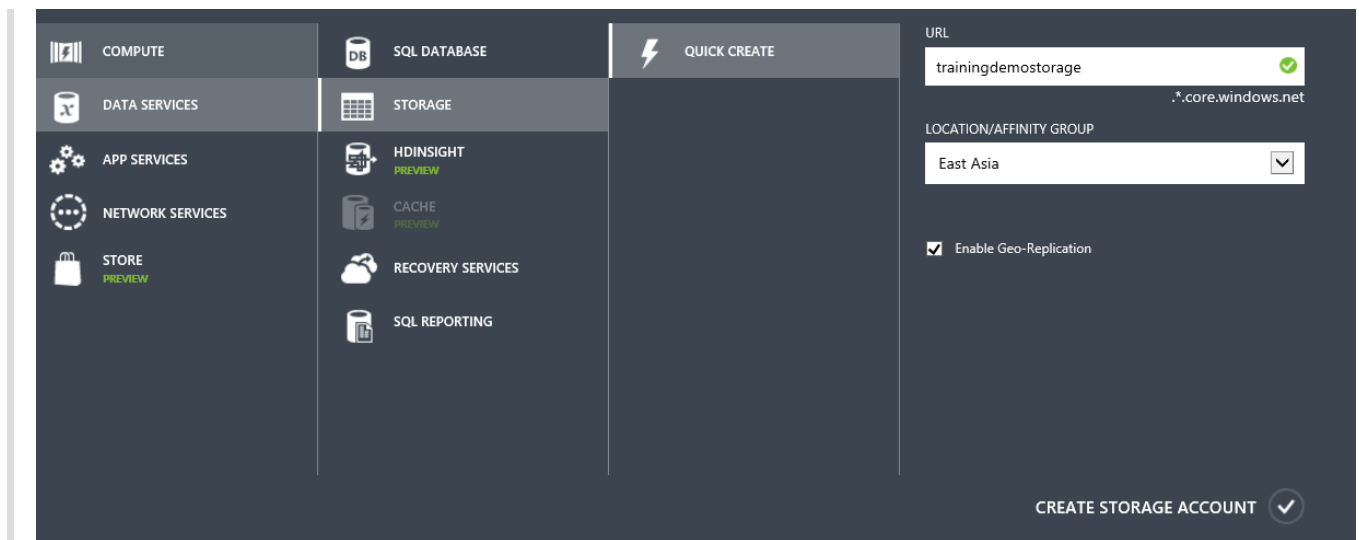 COMPUTE
DATA SERVICES
APP SERVICES
NETWORK SERVICES
STORE
PREVIEW
DB
SQL DATABASE
STORAGE
HDINSIGHT
PREVIEW
CACHE
PREVIEW
RECOVERY SERVICES
SQL REPORTING
QUICK CREATE
URL
trainingdemostorage
.*.core.windows.net
LOCATION/AFFINITY GROUP
East Asia
Enable Geo-Replication
CREATE STORAGE ACCOUNT